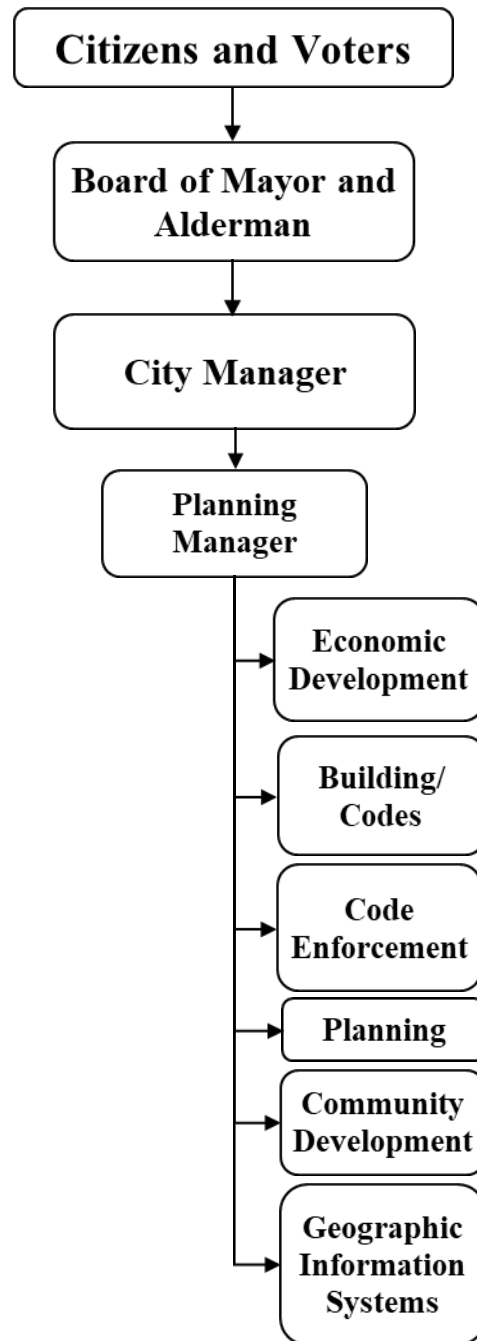 Citizens and Voters
Board of Mayor and
Alderman
City Manager
Planning
Manager
Economic
Development
Building/
Codes
Code
Enforcement
Planning
Community
Development
Geographic
Information
Systems